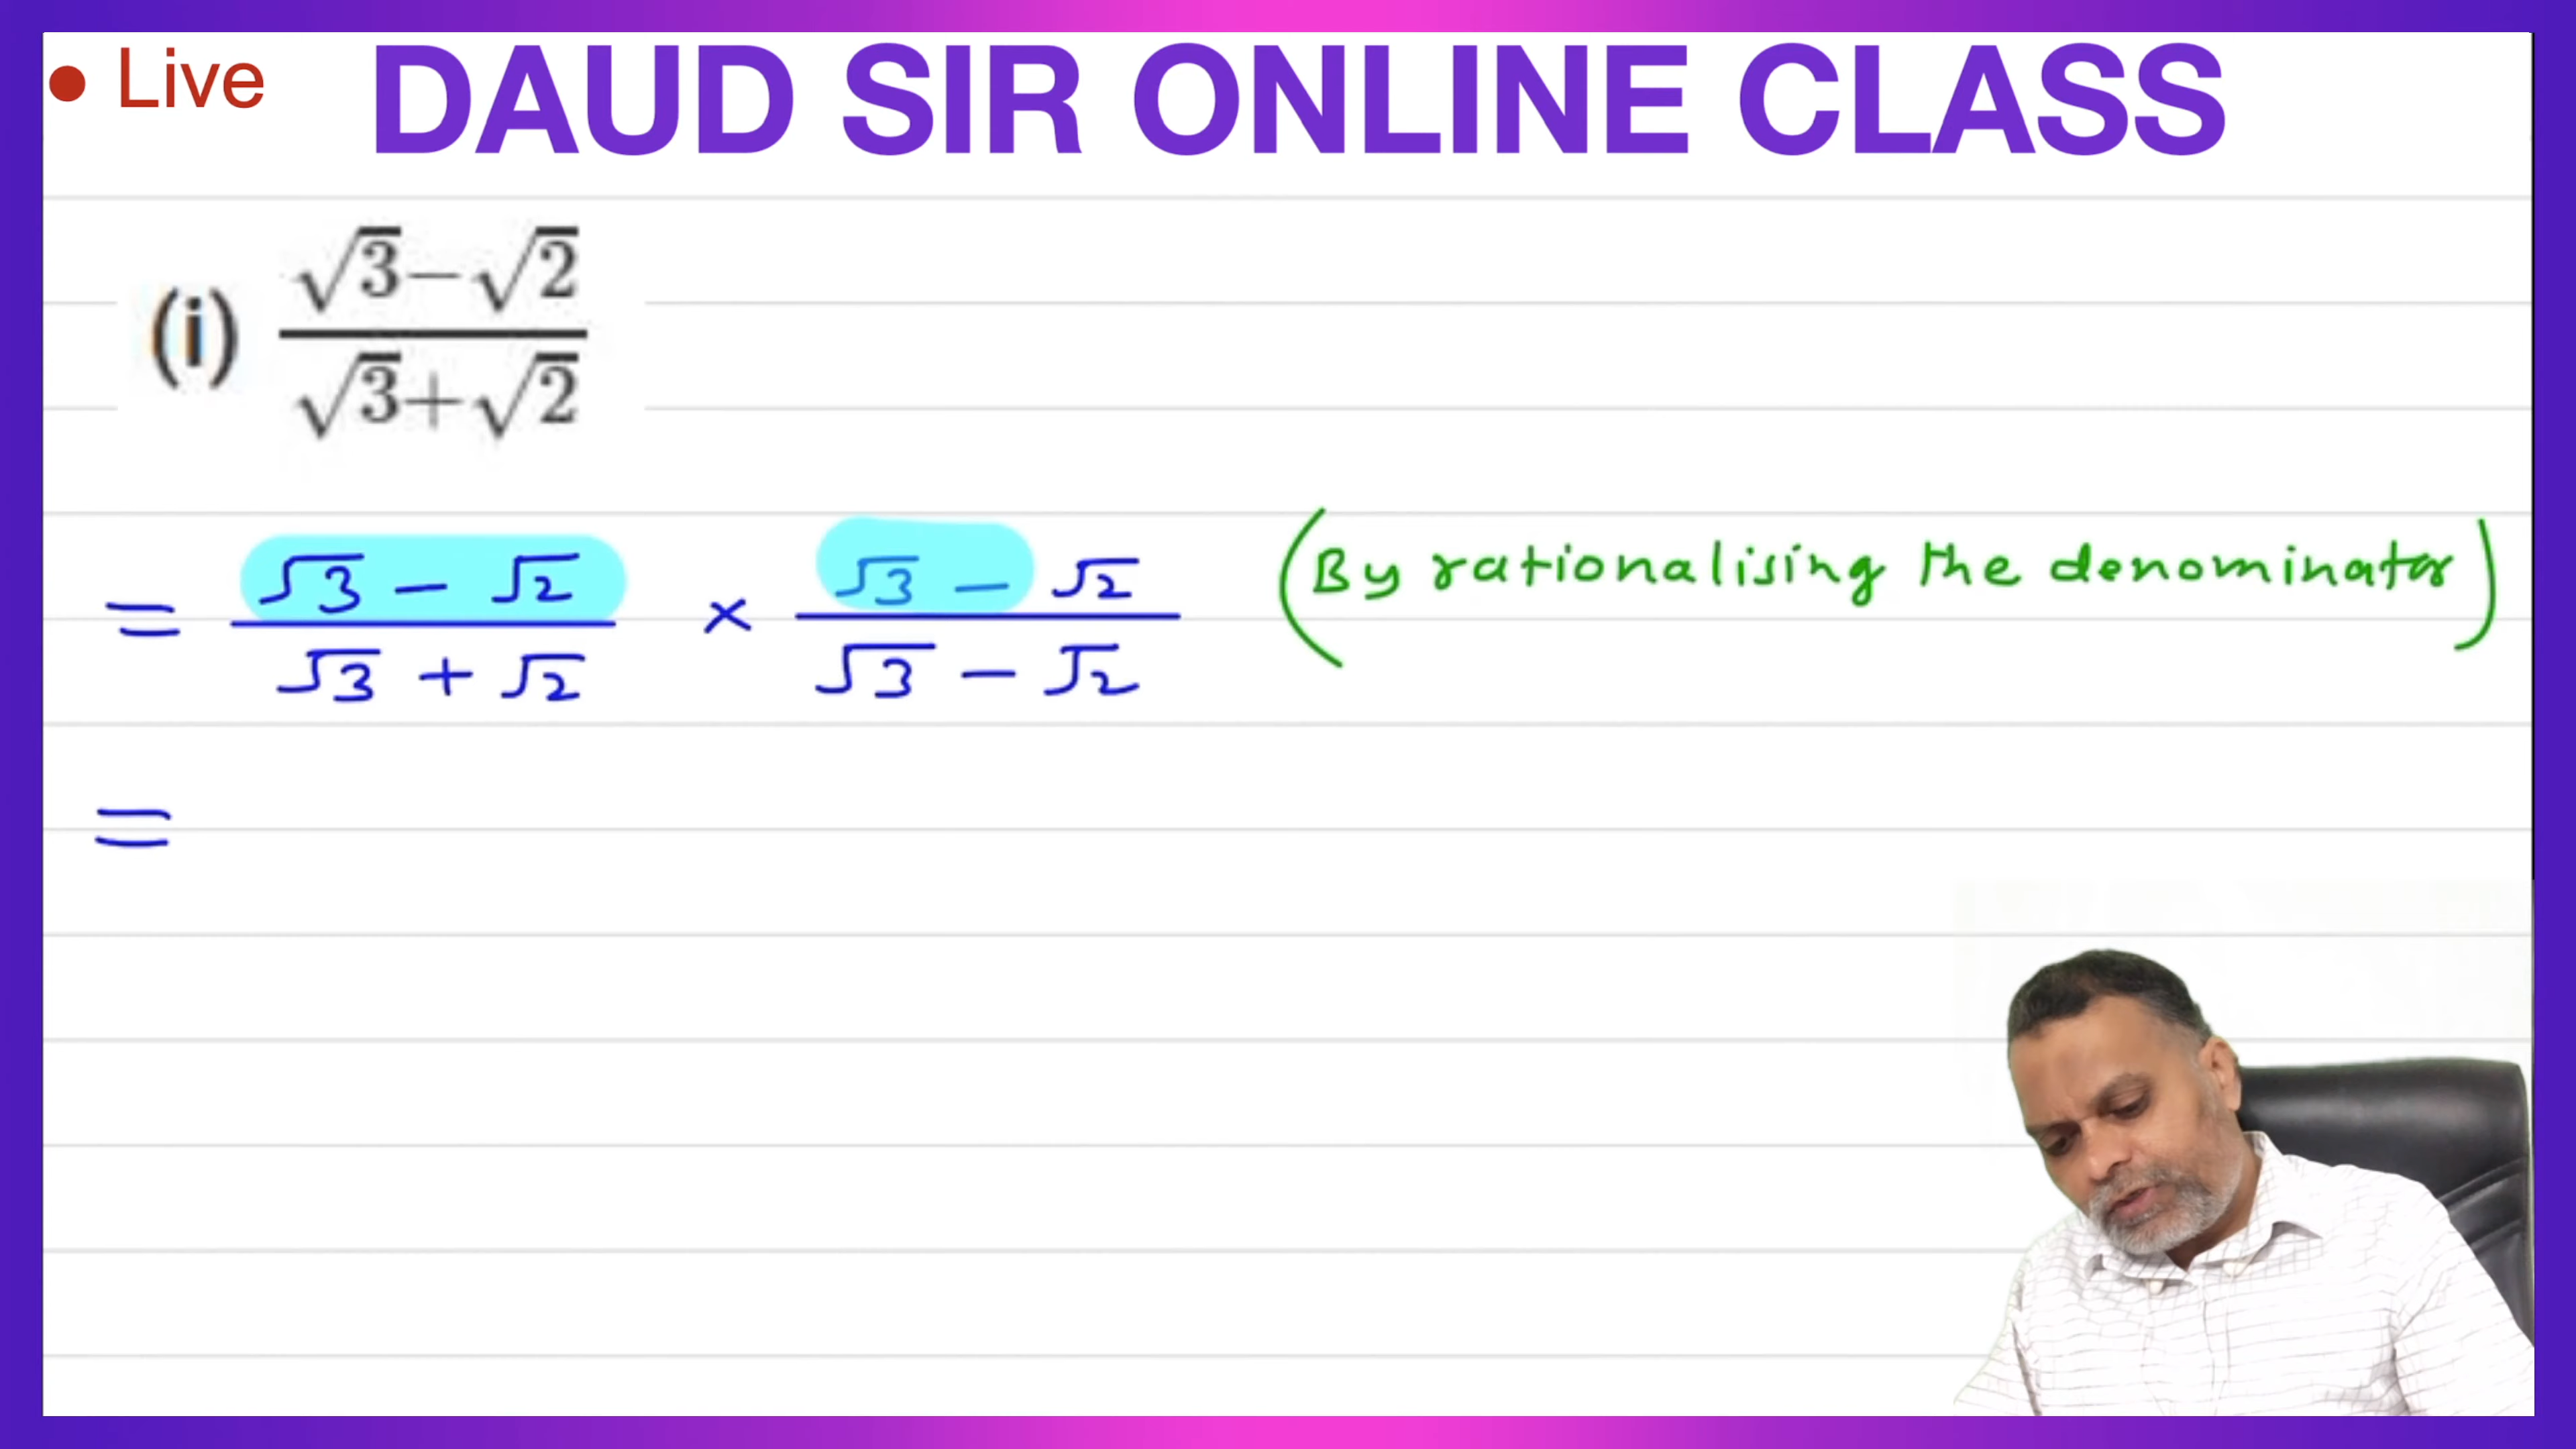 • Live DAUD SIR ONLINE CLASS
(i) √3−√2
√3+√2
= √3 − √2 × √3 − √2 (By rationalising the denominator)
√3 + √2 √3 − √2
=